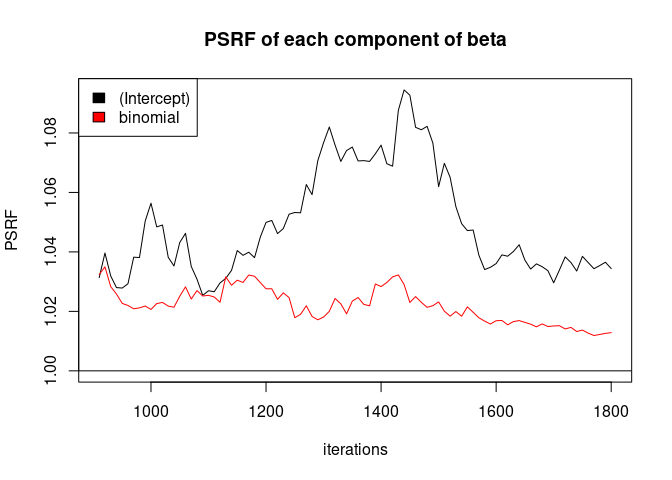 PSRF of each component of beta
(Intercept)
binomial
PSRF
1.08
1.06
1.04
1.02
1.00
1000 1200 1400 1600 1800
iterations